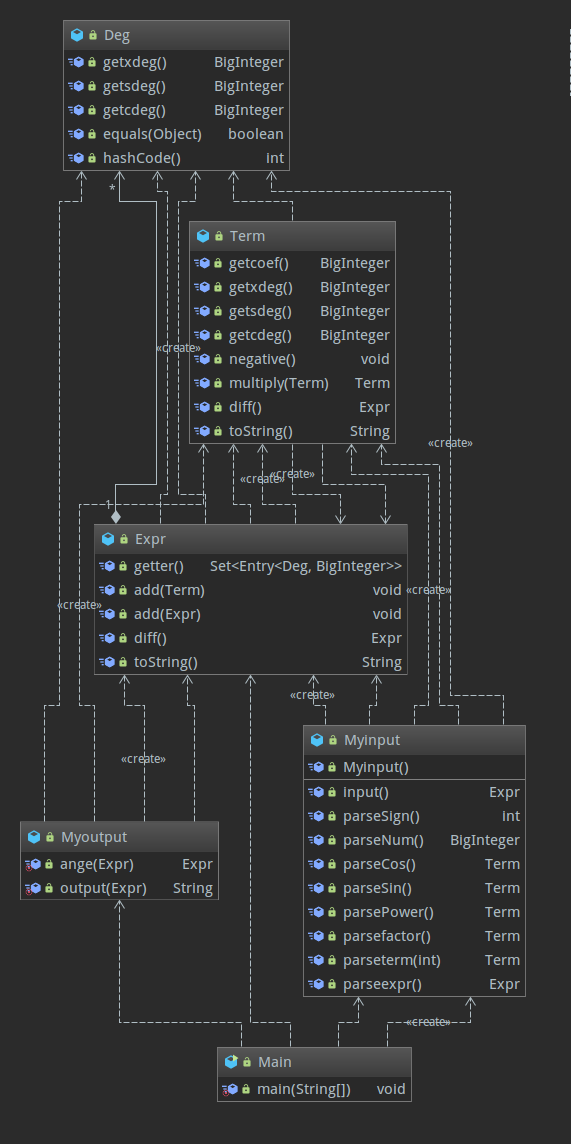 Deg
getxdeg() BigInteger
getsdeg() BigInteger
getcdeg() BigInteger
equals(Object) boolean
hashCode() int
*
Term
getcoef() BigInteger
getxdeg() BigInteger
getsdeg() BigInteger
getcdeg() BigInteger
«create»
negative() void
multiply(Term) Term
diff() Expr
toString() String
«create»
«create»
«create»
1
Expr
getter() Set<Entry<Deg, BigInteger>>
add(Term) void
«create»
«create»
add(Expr) void
diff() Expr
toString() String
«create»
Myinput
«create»
Myinput()
input() Expr
parseSign() int
parseNum() BigInteger
parseCos() Term
parseSin() Term
parsePower() Term
parsefactor() Term
parseterm(int) Term
parseexpr() Expr
Myoutput
ange(Expr) Expr
output(Expr) String
«create»
Main
main(String[]) void